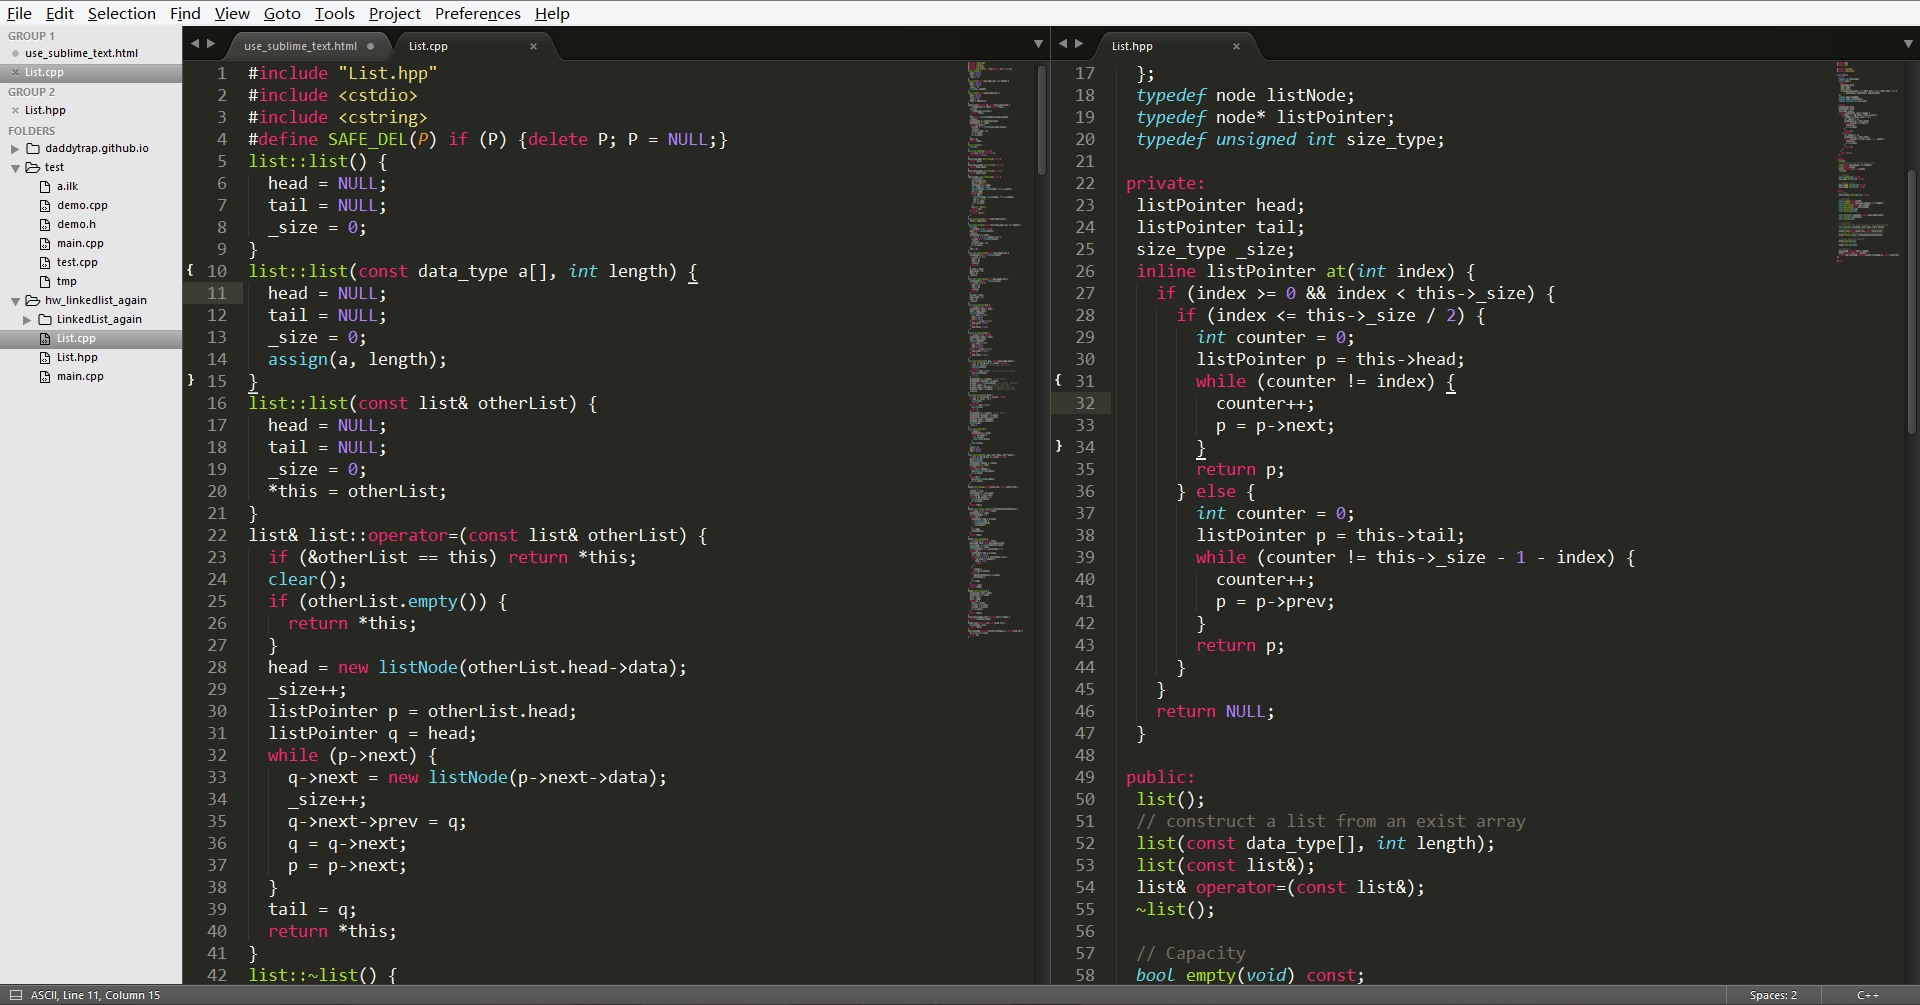 File Edit Selection Find View Goto Tools Project Preferences Help
GROUP 1
use_sublime_text.html
List.cpp
GROUP 2
List.hpp
FOLDERS
daddytrap.github.io
test
a.ilk
demo.cpp
demo.h
main.cpp
test.cpp
tmp
hw_linkedlist_again
LinkedList_again
List.cpp
List.hpp
main.cpp
use_sublime_text.html List.cpp
1 #include "List.hpp"
2 #include <cstdio>
3 #include <cstring>
4 #define SAFE_DEL(P) if (P) {delete P; P = NULL;}
5 list::list() {
6 head = NULL;
7 tail = NULL;
8 _size = 0;
9 }
10 list::list(const data_type a[], int length) {
11 head = NULL;
12 tail = NULL;
13 _size = 0;
14 assign(a, length);
15 }
16 list::list(const list& otherList) {
17 head = NULL;
18 tail = NULL;
19 _size = 0;
20 *this = otherList;
21 }
22 list& list::operator=(const list& otherList) {
23 if (&otherList == this) return *this;
24 clear();
25 if (otherList.empty()) {
26 return *this;
27 }
28 head = new listNode(otherList.head->data);
29 _size++;
30 listPointer p = otherList.head;
31 listPointer q = head;
32 while (p->next) {
33 q->next = new listNode(p->next->data);
34 _size++;
35 q->next->prev = q;
36 q = q->next;
37 p = p->next;
38 }
39 tail = q;
40 return *this;
41 }
42 list::~list() {
List.hpp
17 };
18 typedef node listNode;
19 typedef node* listPointer;
20 typedef unsigned int size_type;
21
22 private:
23 listPointer head;
24 listPointer tail;
25 size_type _size;
26 inline listPointer at(int index) {
27 if (index >= 0 && index < this->_size) {
28 if (index <= this->_size / 2) {
29 int counter = 0;
30 listPointer p = this->head;
31 while (counter != index) {
32 counter++;
33 p = p->next;
34 }
35 return p;
36 } else {
37 int counter = 0;
38 listPointer p = this->tail;
39 while (counter != this->_size - 1 - index) {
40 counter++;
41 p = p->prev;
42 }
43 return p;
44 }
45 }
46 return NULL;
47 }
48
49 public:
50 list();
51 // construct a list from an exist array
52 list(const data_type[], int length);
53 list(const list&);
54 list& operator=(const list&);
55 ~list();
56
57 // Capacity
58 bool empty(void) const;
ASCII, Line 11, Column 15
Spaces: 2
C++